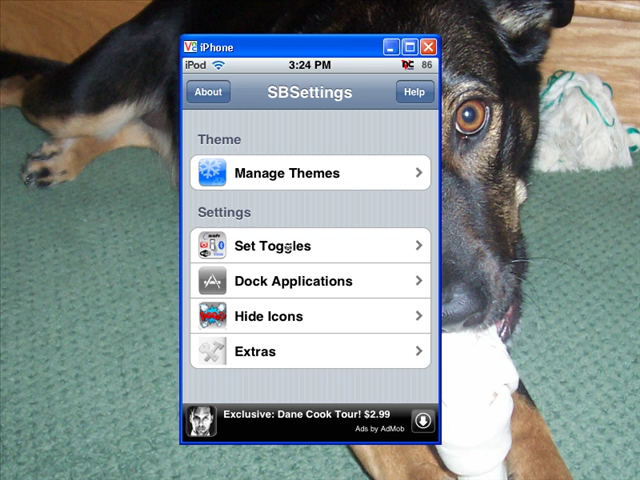 iPhone
iPod 3:24 PM 86
About SBSettings Help
Theme
Manage Themes
Settings
Set Toggles
Dock Applications
Hide Icons
Extras
Exclusive: Dane Cook Tour! $2.99
Ads by AdMob